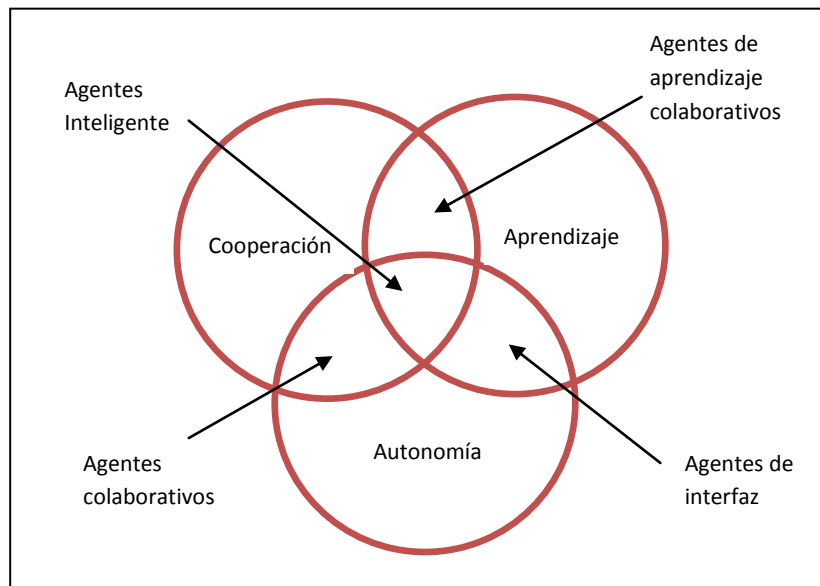 Agentes de
aprendizaje
colaborativos
Agentes
Inteligente
Cooperación
Aprendizaje
Autonomía
Agentes
colaborativos
Agentes de
interfaz